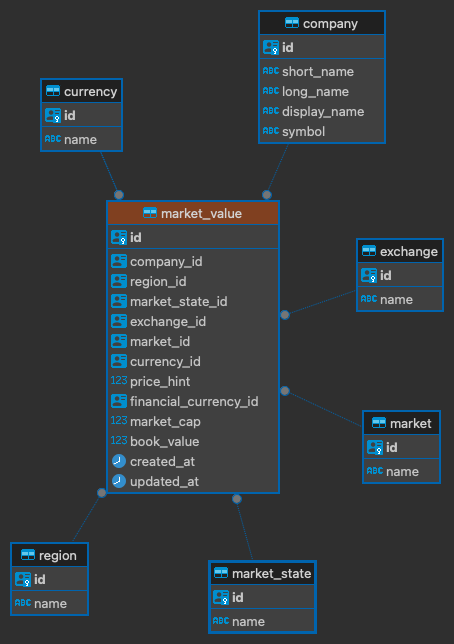 company
id
ABC short_name
ABC long_name
ABC display_name
ABC symbol
currency
id
ABC name
market_value
id
company_id
region_id
market_state_id
exchange_id
market_id
currency_id
123 price_hint
financial_currency_id
123 market_cap
123 book_value
created_at
updated_at
exchange
id
ABC name
market
id
ABC name
region
id
ABC name
market_state
id
ABC name